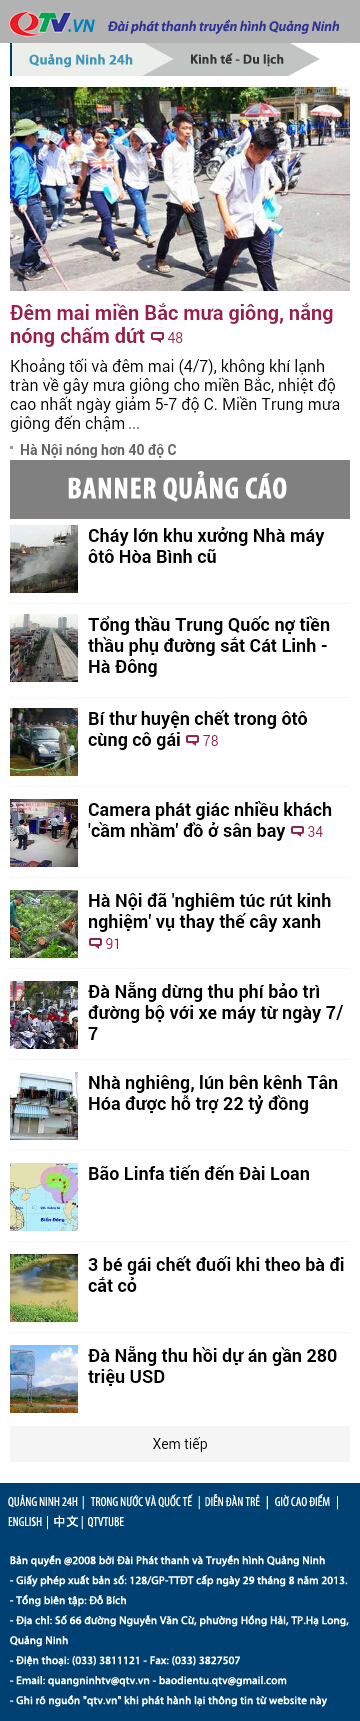 QTV.VN Đài phát thanh truyền hình Quảng Ninh
Quảng Ninh 24h
Kinh tế - Du lịch
Đêm mai miền Bắc mưa giông, nắng
nóng chấm dứt 48
Khoảng tối và đêm mai (4/7), không khí lạnh
tràn về gây mưa giông cho miền Bắc, nhiệt độ
cao nhất ngày giảm 5-7 độ C. Miền Trung mưa
giông đến chậm ...
Hà Nội nóng hơn 40 độ C
BANNER QUẢNG CÁO
Cháy lớn khu xưởng Nhà máy
ôtô Hòa Bình cũ
Tổng thầu Trung Quốc nợ tiền
thầu phụ đường sắt Cát Linh -
Hà Đông
Bí thư huyện chết trong ôtô
cùng cô gái 78
Camera phát giác nhiều khách
'cầm nhầm' đồ ở sân bay 34
Hà Nội đã 'nghiêm túc rút kinh
nghiệm' vụ thay thế cây xanh
91
Đà Nẵng dừng thu phí bảo trì
đường bộ với xe máy từ ngày 7/
7
Nhà nghiêng, lún bên kênh Tân
Hóa được hỗ trợ 22 tỷ đồng
Bão Linfa tiến đến Đài Loan
Biển Đông
3 bé gái chết đuối khi theo bà đi
cắt cỏ
Đà Nẵng thu hồi dự án gần 280
triệu USD
Xem tiếp
QUẢNG NINH 24H | TRONG NƯỚC VÀ QUỐC TẾ | DIỄN ĐÀN TRẺ | GIỜ CAO ĐIỂM |
ENGLISH | 中文 | QTVTUBE
Bản quyền @2008 bởi Đài Phát thanh và Truyền hình Quảng Ninh
- Giấy phép xuất bản số: 128/GP-TTĐT cấp ngày 29 tháng 8 năm 2013.
- Tổng biên tập: Đỗ Bích
- Địa chỉ: Số 66 đường Nguyễn Văn Cừ, phường Hồng Hải, TP.Hạ Long,
Quảng Ninh
- Điện thoại: (033) 3811121 - Fax: (033) 3827507
- Email: quangninhtv@qtv.vn - baodientu.qtv@gmail.com
- Ghi rõ nguồn "qtv.vn" khi phát hành lại thông tin từ website này